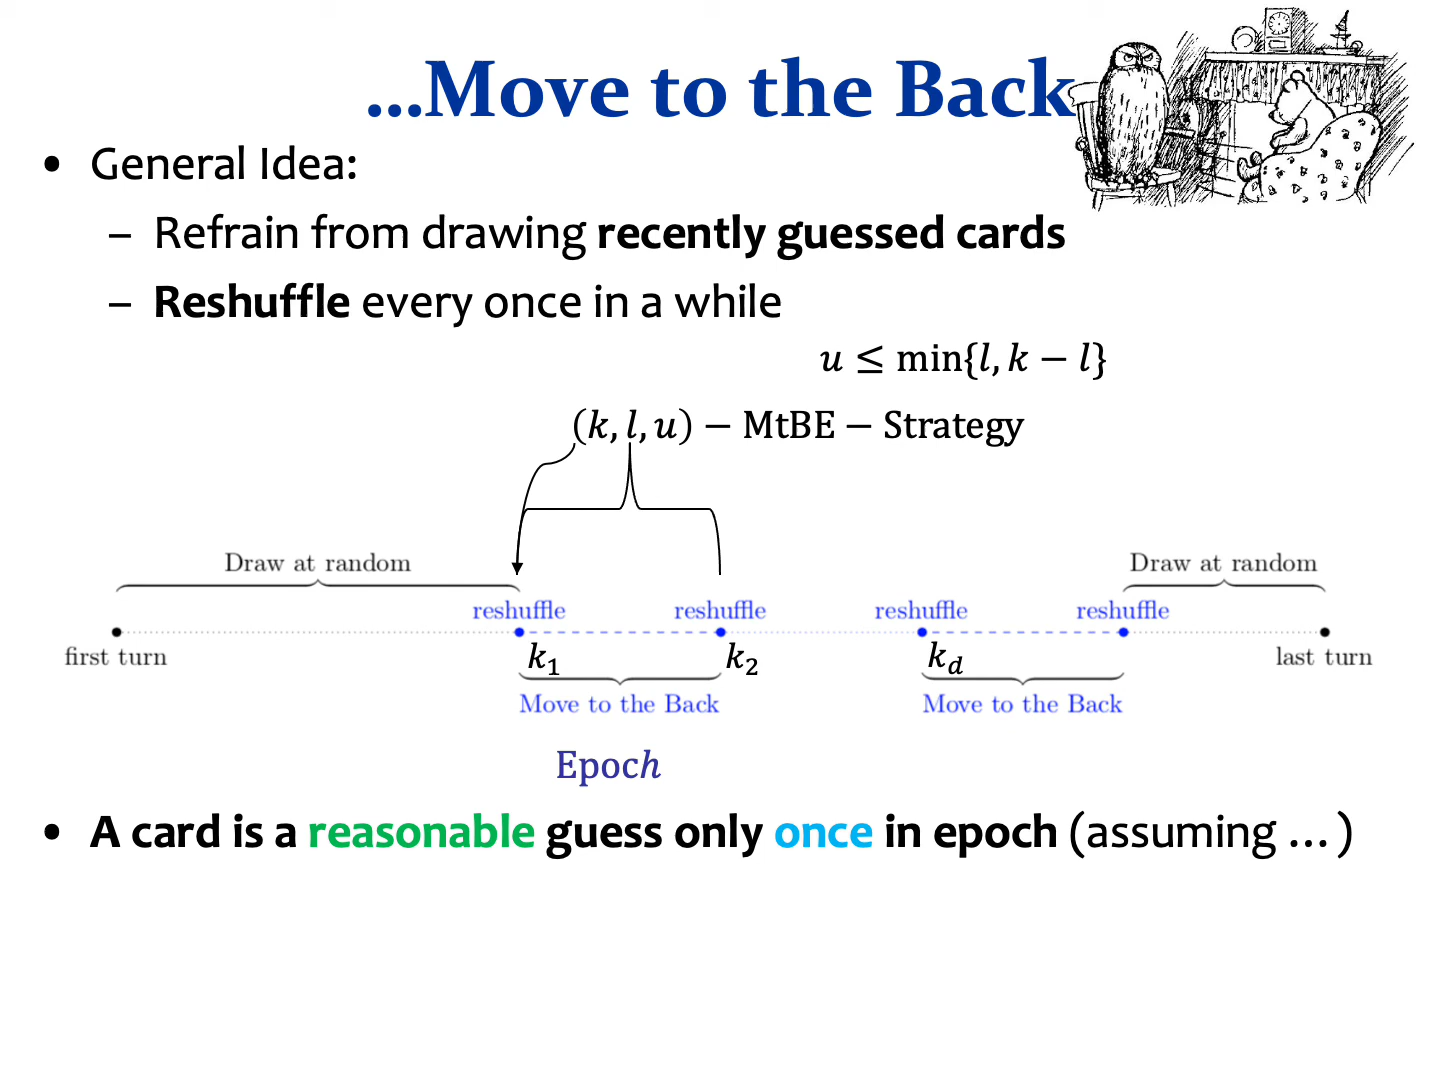 ...Move to the Back
• General Idea:
– Refrain from drawing recently guessed cards
– Reshuffle every once in a while
u ≤ min{l, k − l}
(k, l, u) − MtBE − Strategy
Draw at random
Draw at random
reshuffle
reshuffle
reshuffle
reshuffle
first turn
k₁
k₂
k_d
last turn
Move to the Back
Move to the Back
Epoch
• A card is a reasonable guess only once in epoch (assuming … )